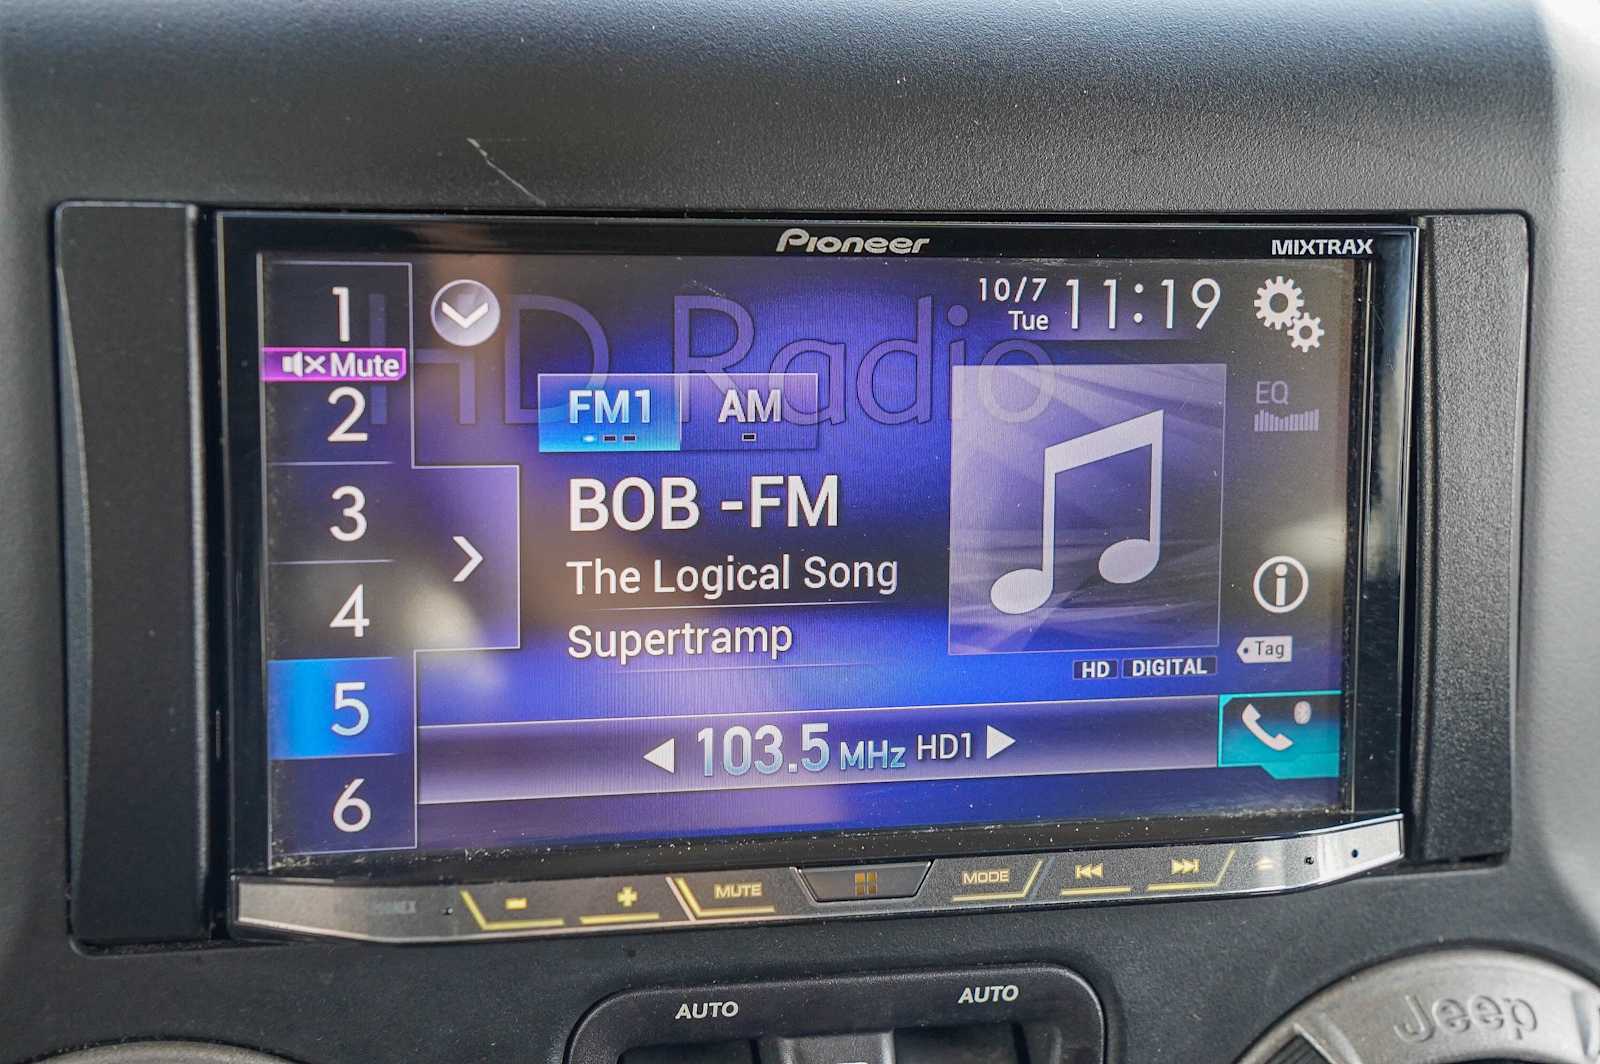 Pioneer
MIXTRAX
HD Radio
10/7
Tue
11:19
1
Mute
2
3
4
5
6
FM1
AM
EQ
BOB -FM
The Logical Song
Supertramp
Tag
HD
DIGITAL
103.5 MHz HD1
MUTE
MODE
AUTO
AUTO
Jeep